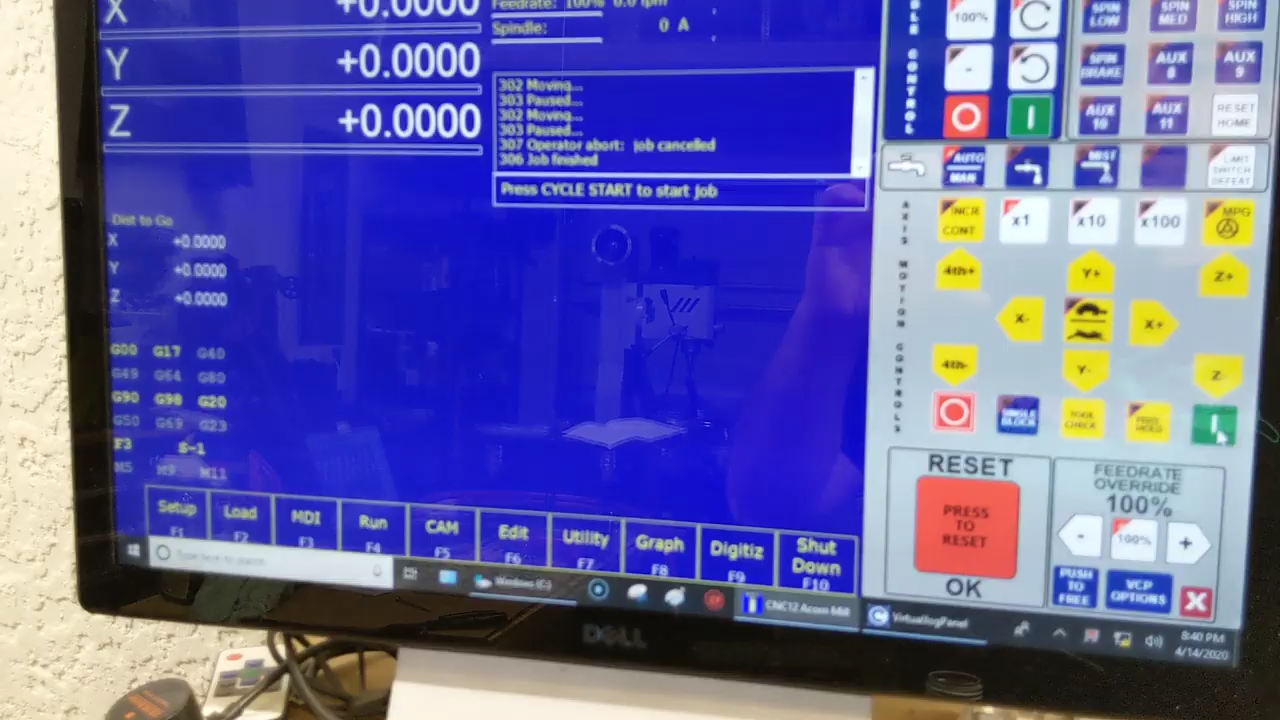 X +0.0000
Y +0.0000
Z +0.0000
Feedrate: 100% 0.0 ipm
Spindle: 0 A
302 Moving...
303 Paused...
302 Moving...
303 Paused...
307 Operator abort: job cancelled
306 Job finished
Press CYCLE START to start job
Dist to Go
X +0.0000
Y +0.0000
Z +0.0000
G00 G17 G40
G49 G64 G80
G90 G98 G20
G50 G69 G23
F3 S-1
M5 M9 M11
Setup Load MDI Run CAM Edit Utility Graph Digitiz Shut Down
F1 F2 F3 F4 F5 F6 F7 F8 F9 F10
Type here to search
Windows (C:)
CNC12 Acorn Mill
VirtualJogPanel
8:40 PM
4/14/2020
DELL
CONTROL
100%
-
SPIN LOW
SPIN MED
SPIN HIGH
SPIN BRAKE
AUX 8
AUX 9
AUX 10
AUX 11
RESET HOME
AUTO MAN
MIST
LIMIT SWITCH DEFEAT
AXIS MOTION CONTROLS
INCR CONT
x1
x10
x100
MPG
4th+
Y+
Z+
X-
X+
4th-
Y-
Z-
SINGLE BLOCK
TOOL CHECK
FEED HOLD
RESET
PRESS TO RESET
OK
FEEDRATE OVERRIDE
100%
-
100%
+
PUSH TO FREE
VCP OPTIONS
X